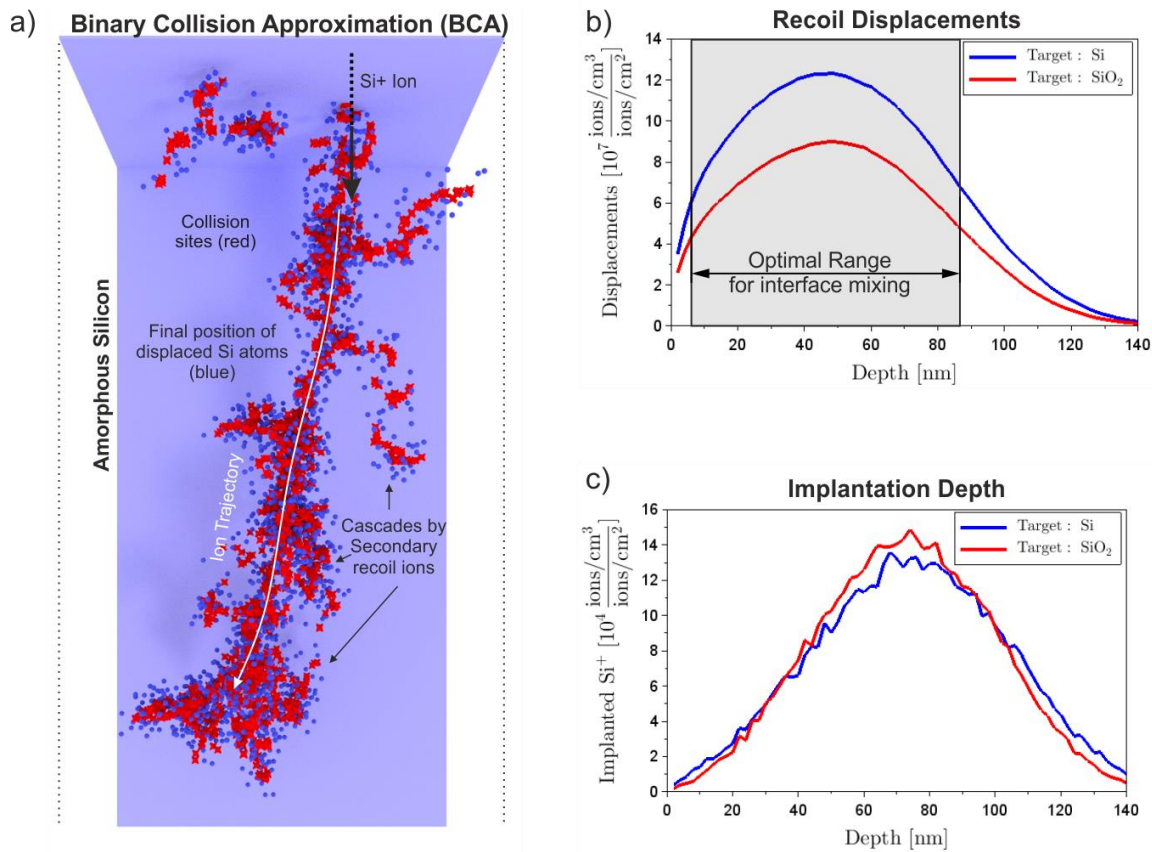 a)
Binary Collision Approximation (BCA)
Si+ Ion
Collision
sites (red)
Final position of
displaced Si atoms
(blue)
Amorphous Silicon
Ion Trajectory
Cascades by
Secondary
recoil ions
b)
Recoil Displacements
Target : Si
Target : SiO₂
Optimal Range
for interface mixing
Displacements [10⁷ ions/cm³ / ions/cm²]
14
12
10
8
6
4
2
0
0 20 40 60 80 100 120 140
Depth [nm]
c)
Implantation Depth
Target : Si
Target : SiO₂
Implanted Si⁺ [10⁴ ions/cm³ / ions/cm²]
16
14
12
10
8
6
4
2
0
0 20 40 60 80 100 120 140
Depth [nm]